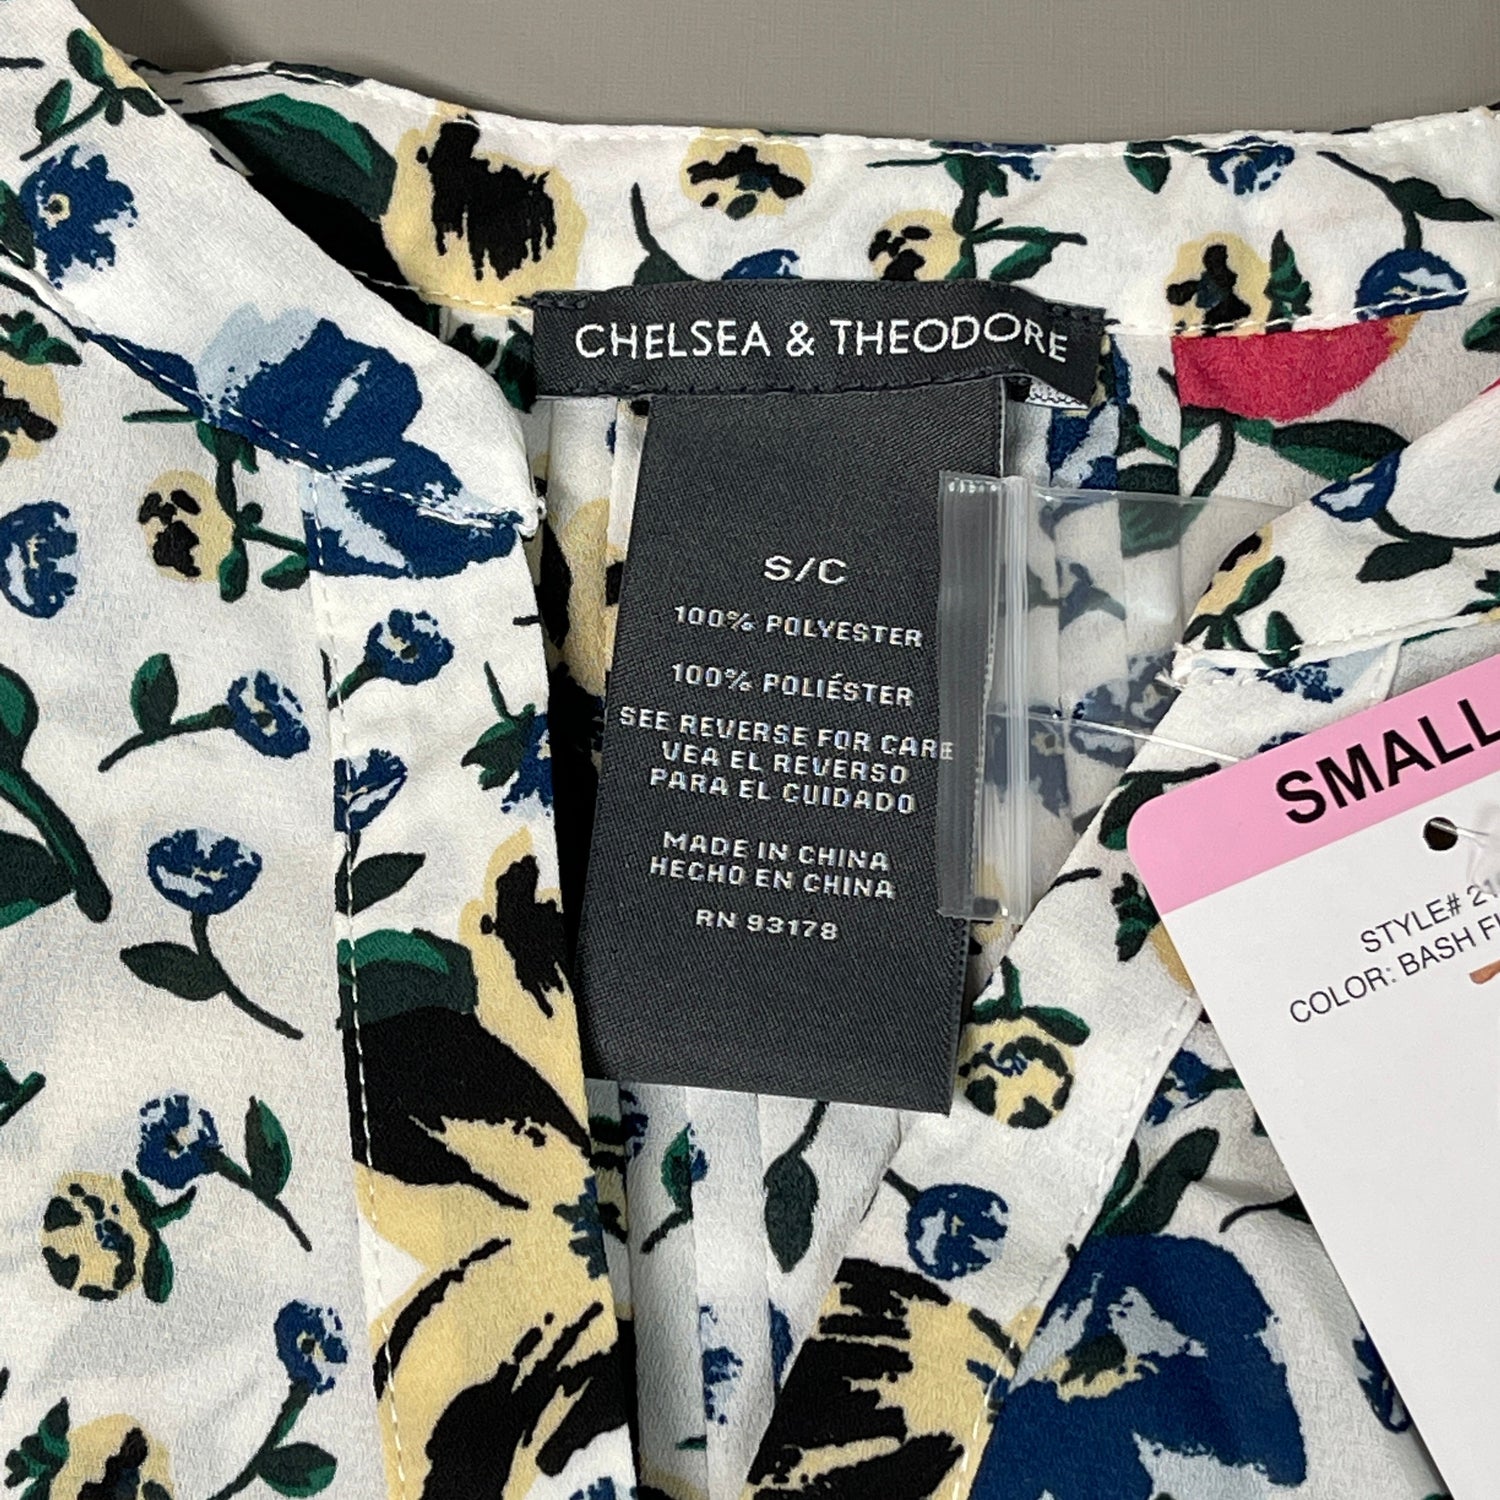 CHELSEA & THEODORE
S/C
100% POLYESTER
100% POLIÉSTER
SEE REVERSE FOR CARE
VEA EL REVERSO
PARA EL CUIDADO
MADE IN CHINA
HECHO EN CHINA
RN 93178
SMALL
STYLE#
COLOR: BASH